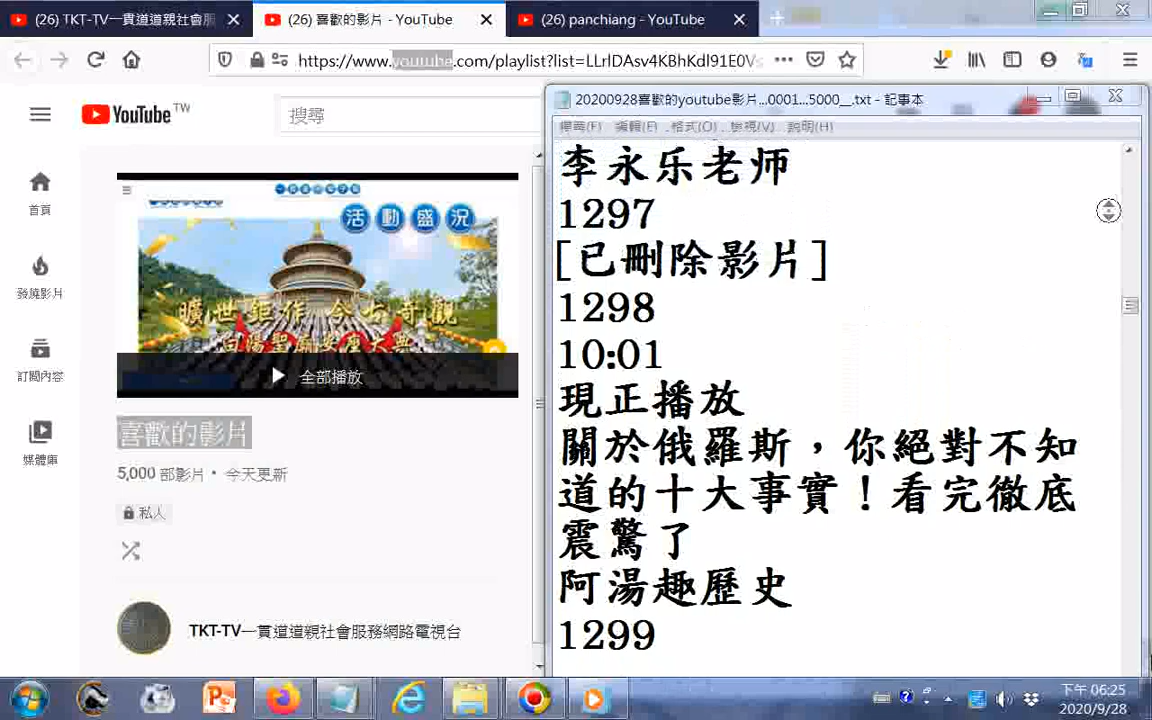 (26) TKT-TV一貫道道親社會服
(26) 喜歡的影片 - YouTube
(26) panchiang - YouTube
https://www.youtube.com/playlist?list=LLrlDAsv4KBhKdl91E0Vs
YouTube TW
搜尋
首頁
發燒影片
訂閱內容
媒體庫
活動盛況
曠世鉅作 今古奇觀
全部播放
喜歡的影片
5,000 部影片 • 今天更新
私人
TKT-TV一貫道道親社會服務網路電視台
20200928喜歡的youtube影片...0001...5000__.txt - 記事本
檔案(F) 編輯(E) 格式(O) 檢視(V) 說明(H)
李永乐老师
1297
[已刪除影片]
1298
10:01
現正播放
關於俄羅斯，你絕對不知
道的十大事實！看完徹底
震驚了
阿湯趣歷史
1299
下午 06:25
2020/9/28